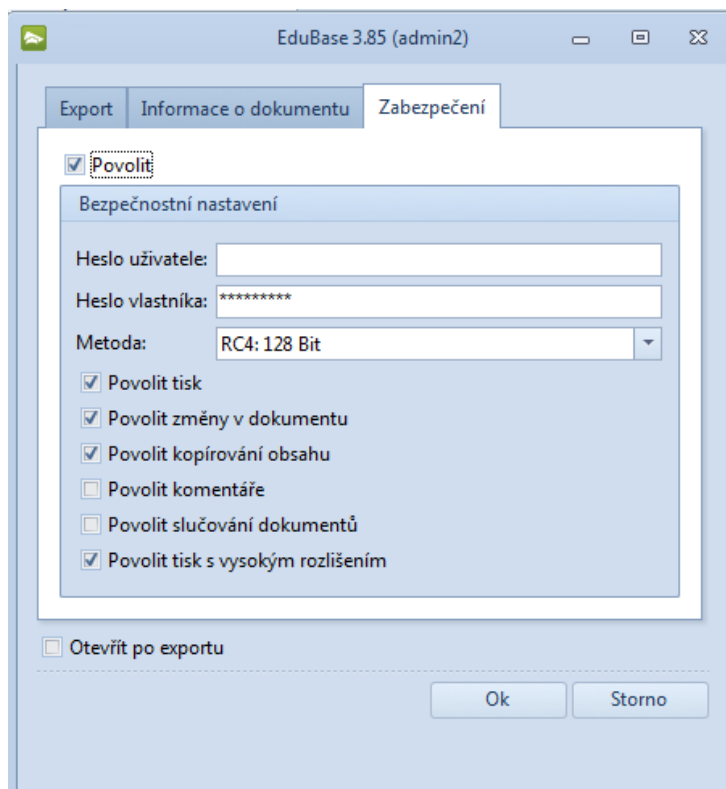 EduBase 3.85 (admin2)
Export Informace o dokumentu Zabezpečení
Povolit
Bezpečnostní nastavení
Heslo uživatele:
Heslo vlastníka: *********
Metoda: RC4: 128 Bit
Povolit tisk
Povolit změny v dokumentu
Povolit kopírování obsahu
Povolit komentáře
Povolit slučování dokumentů
Povolit tisk s vysokým rozlišením
Otevřít po exportu
Ok Storno